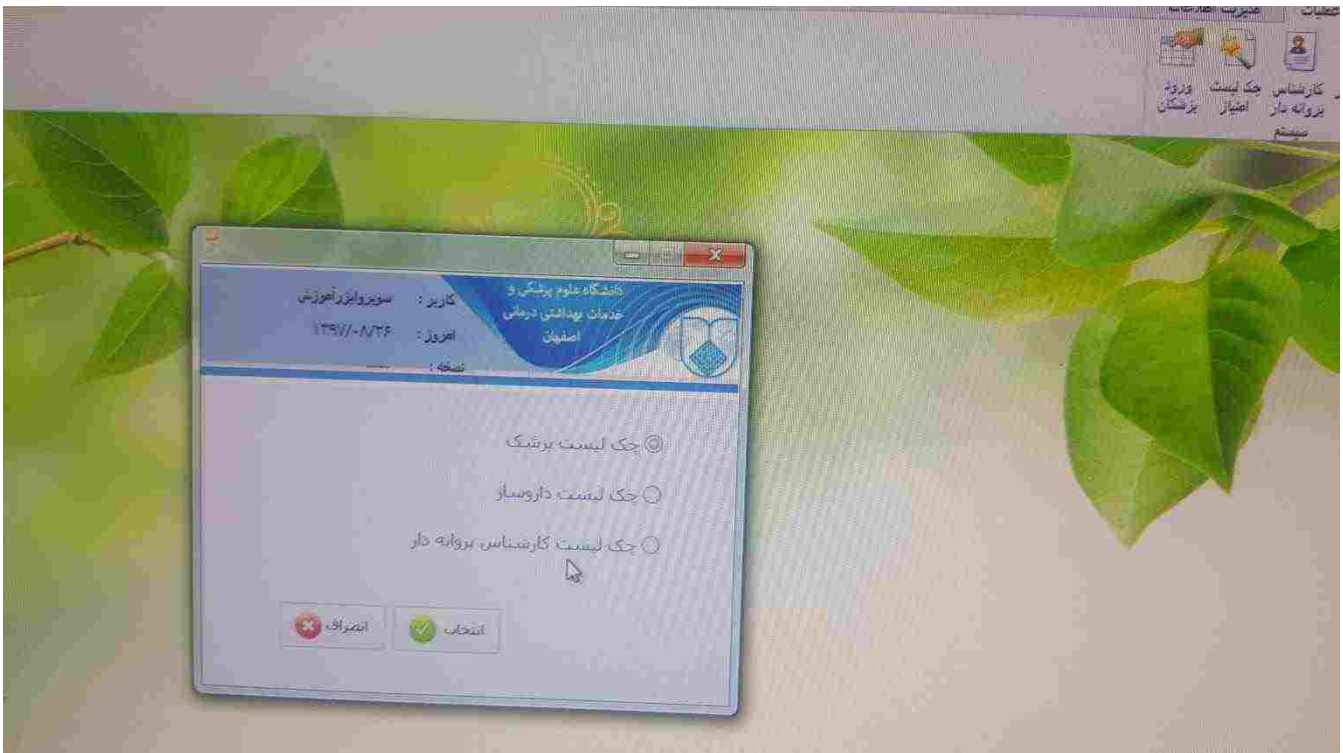 عملیات
مدیریت اطلاعات
کارشناس پروانه دار
چک لیست امتیاز
ورود پزشکان
سیستم
دانشگاه علوم پزشکی و
خدمات بهداشتی درمانی
اصفهان
کاربر : سوپروایزرآموزش
امروز : ۱۳۹۷/۰۸/۲۶
نسخه : -----
چک لیست پزشک
چک لیست داروساز
چک لیست کارشناس پروانه دار
انتخاب
انصراف